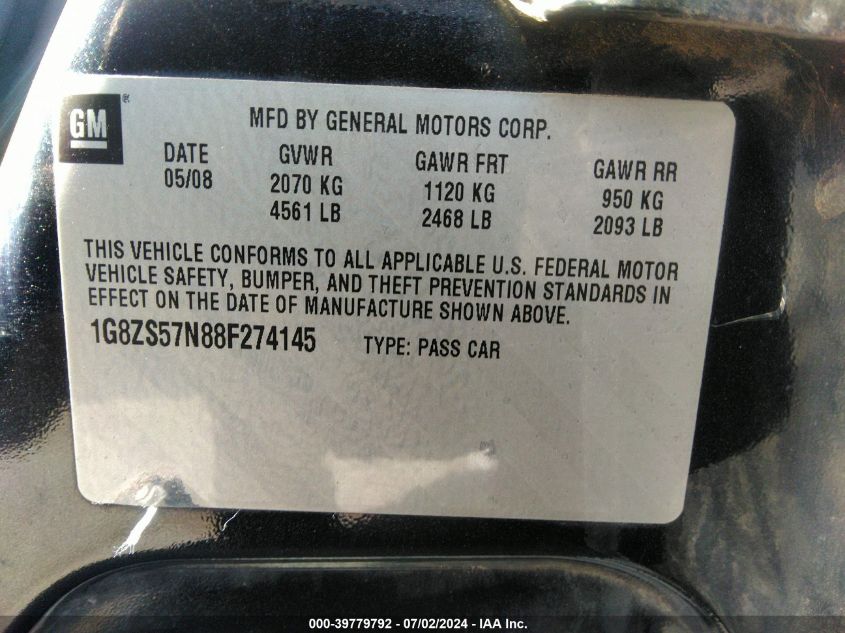 GM ®
MFD BY GENERAL MOTORS CORP.
DATE GVWR GAWR FRT GAWR RR
05/08 2070 KG 1120 KG 950 KG
4561 LB 2468 LB 2093 LB
THIS VEHICLE CONFORMS TO ALL APPLICABLE U.S. FEDERAL MOTOR
VEHICLE SAFETY, BUMPER, AND THEFT PREVENTION STANDARDS IN
EFFECT ON THE DATE OF MANUFACTURE SHOWN ABOVE.
1G8ZS57N88F274145 TYPE: PASS CAR
000-39779792 / 07/02/2024 - IAA Inc.